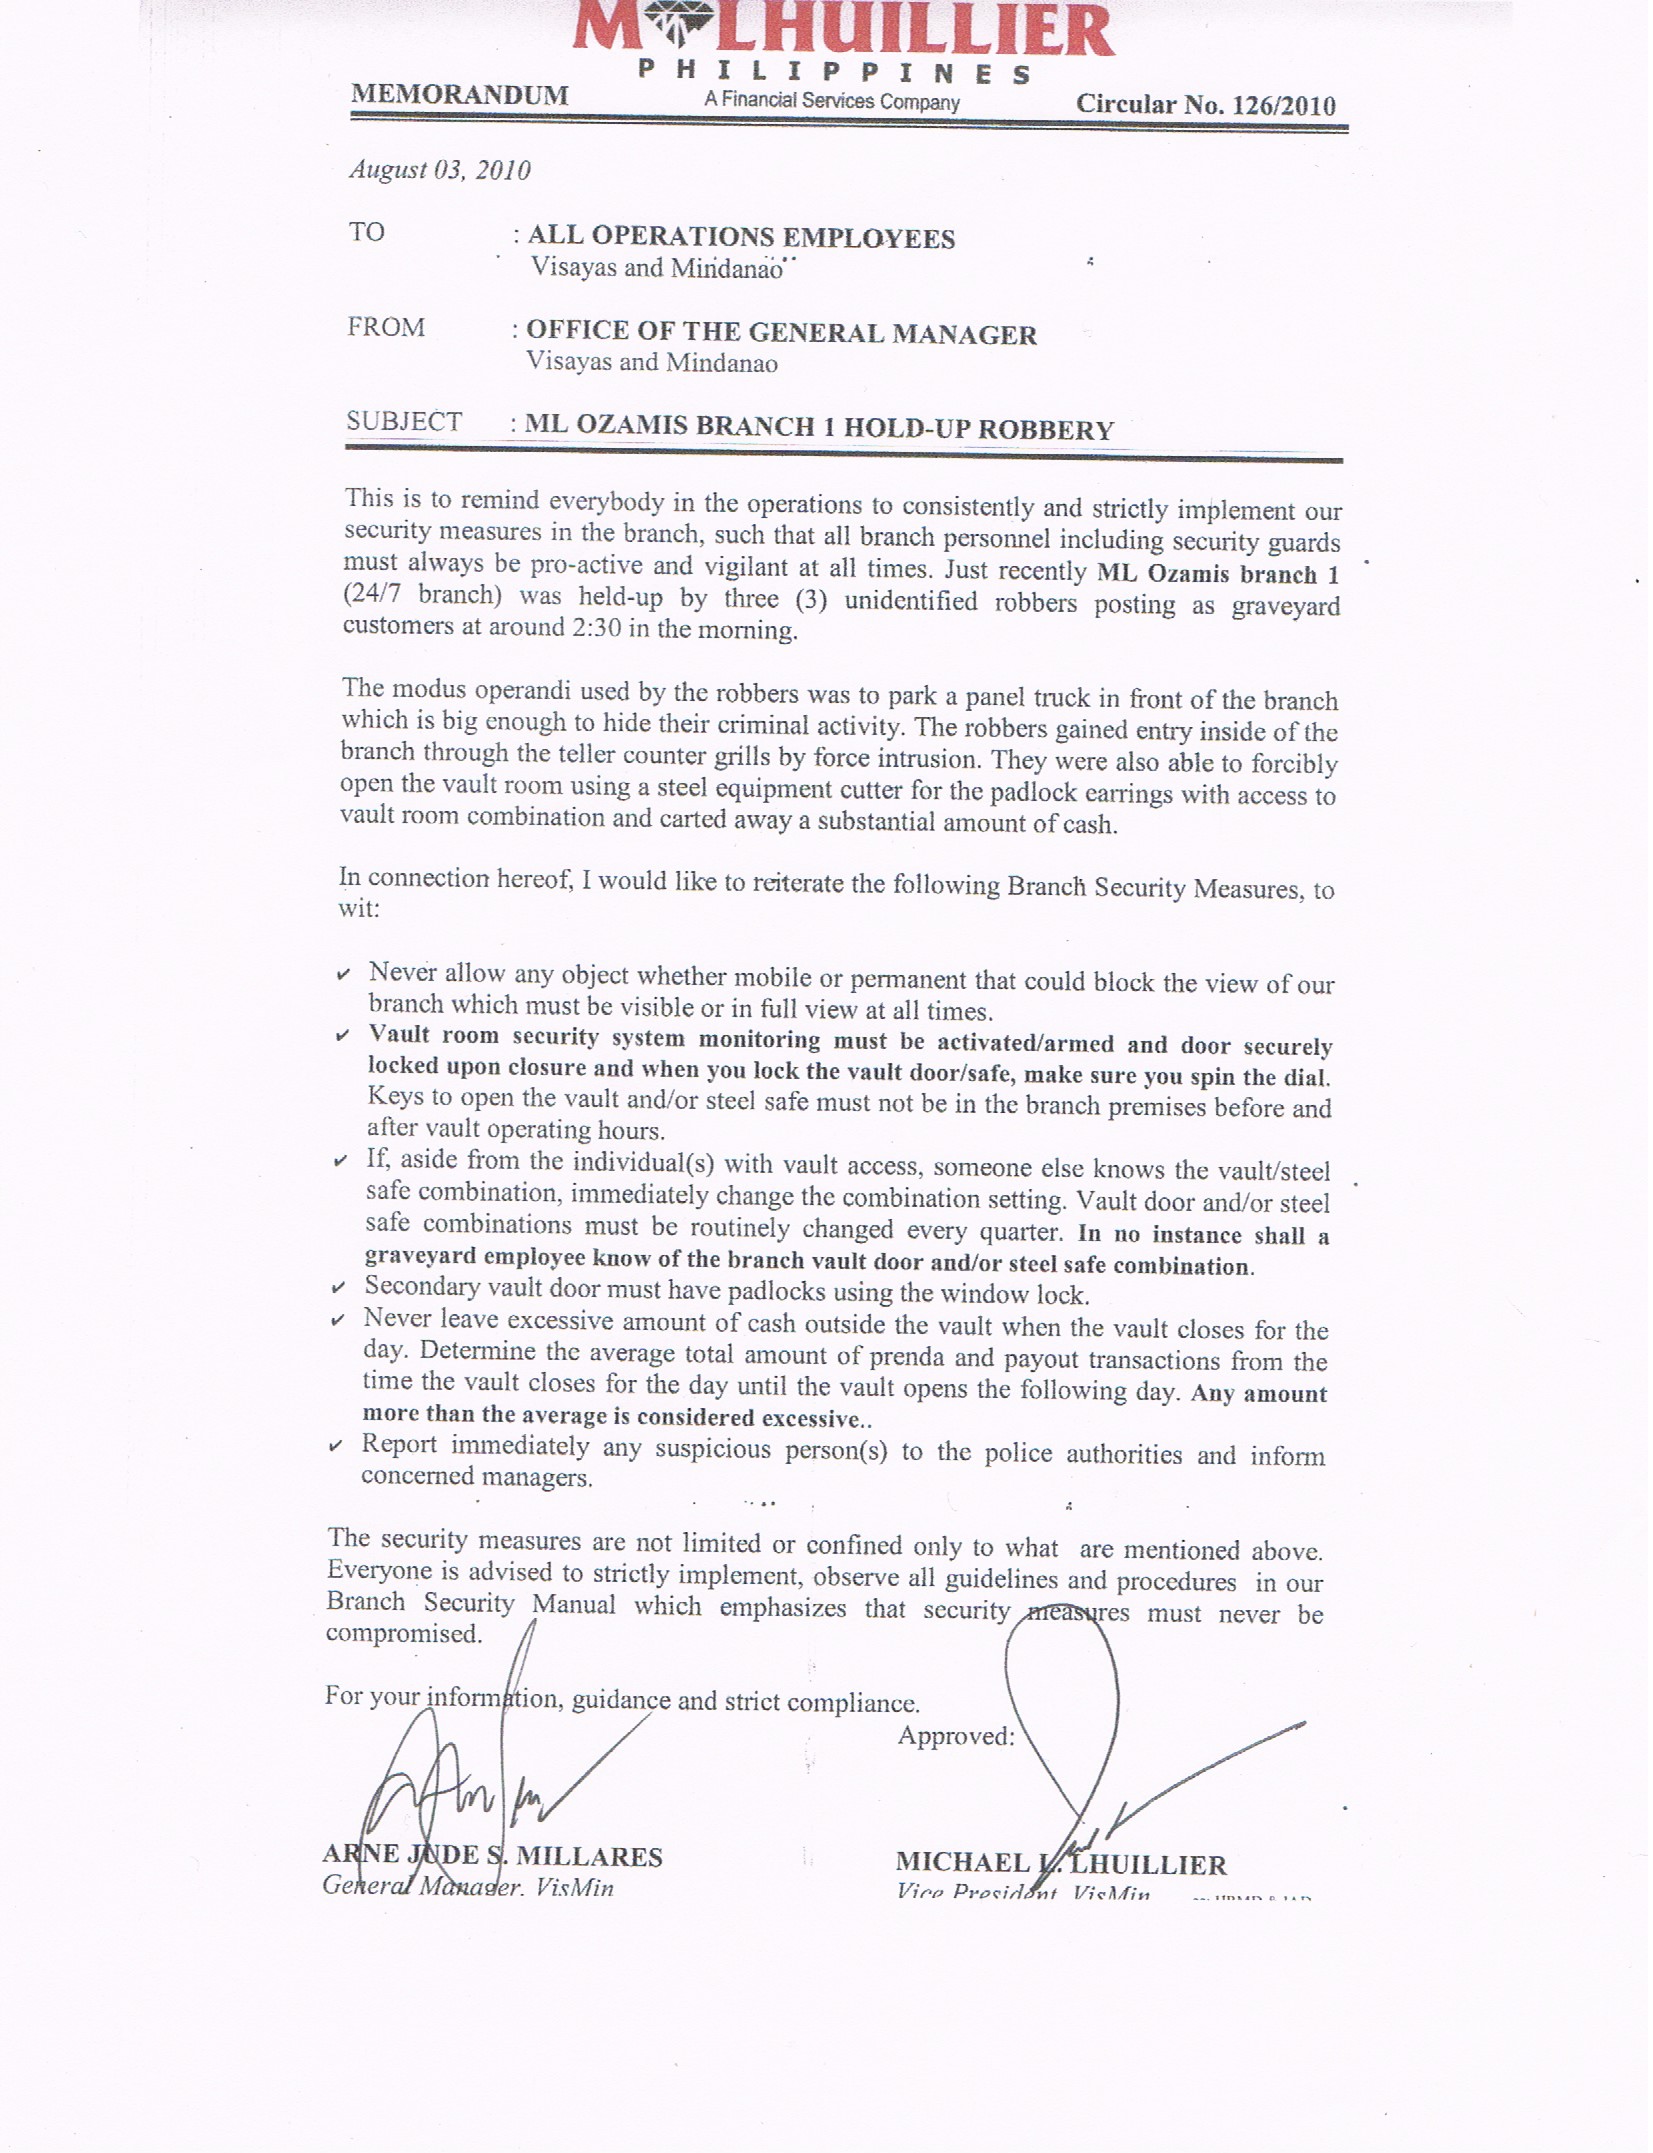 M LHUILLIER
PHILIPPINES
A Financial Services Company
MEMORANDUM
Circular No. 126/2010
August 03, 2010
TO : ALL OPERATIONS EMPLOYEES
Visayas and Mindanao
FROM : OFFICE OF THE GENERAL MANAGER
Visayas and Mindanao
SUBJECT : ML OZAMIS BRANCH 1 HOLD-UP ROBBERY
This is to remind everybody in the operations to consistently and strictly implement our
security measures in the branch, such that all branch personnel including security guards
must always be pro-active and vigilant at all times. Just recently ML Ozamis branch 1
(24/7 branch) was held-up by three (3) unidentified robbers posting as graveyard
customers at around 2:30 in the morning.
The modus operandi used by the robbers was to park a panel truck in front of the branch
which is big enough to hide their criminal activity. The robbers gained entry inside of the
branch through the teller counter grills by force intrusion. They were also able to forcibly
open the vault room using a steel equipment cutter for the padlock earrings with access to
vault room combination and carted away a substantial amount of cash.
In connection hereof, I would like to reiterate the following Branch Security Measures, to
wit:
✓ Never allow any object whether mobile or permanent that could block the view of our
branch which must be visible or in full view at all times.
✓ Vault room security system monitoring must be activated/armed and door securely
locked upon closure and when you lock the vault door/safe, make sure you spin the dial.
Keys to open the vault and/or steel safe must not be in the branch premises before and
after vault operating hours.
✓ If, aside from the individual(s) with vault access, someone else knows the vault/steel
safe combination, immediately change the combination setting. Vault door and/or steel
safe combinations must be routinely changed every quarter. In no instance shall a
graveyard employee know of the branch vault door and/or steel safe combination.
✓ Secondary vault door must have padlocks using the window lock.
✓ Never leave excessive amount of cash outside the vault when the vault closes for the
day. Determine the average total amount of prenda and payout transactions from the
time the vault closes for the day until the vault opens the following day. Any amount
more than the average is considered excessive..
✓ Report immediately any suspicious person(s) to the police authorities and inform
concerned managers.
The security measures are not limited or confined only to what are mentioned above.
Everyone is advised to strictly implement, observe all guidelines and procedures in our
Branch Security Manual which emphasizes that security measures must never be
compromised.
For your information, guidance and strict compliance.
Approved:
ARNE JUDE S. MILLARES
General Manager, VisMin
MICHAEL L. LHUILLIER
Vice President, VisMin